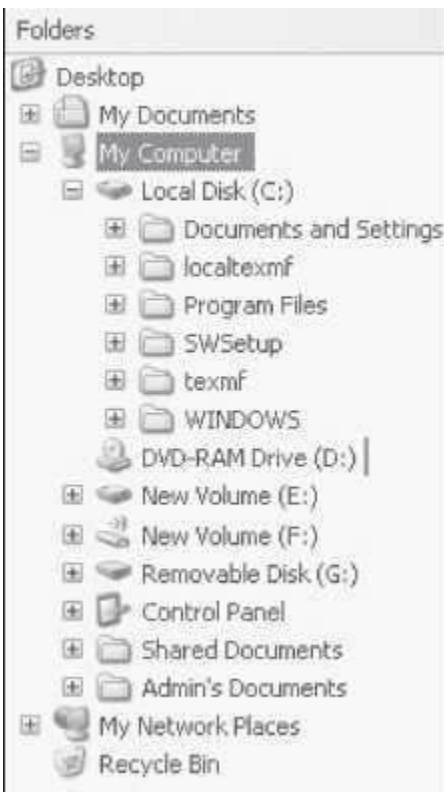 Folders
Desktop
My Documents
My Computer
Local Disk (C:)
Documents and Settings
localtexmf
Program Files
SWSetup
texmf
WINDOWS
DVD-RAM Drive (D:)
New Volume (E:)
New Volume (F:)
Removable Disk (G:)
Control Panel
Shared Documents
Admin's Documents
My Network Places
Recycle Bin